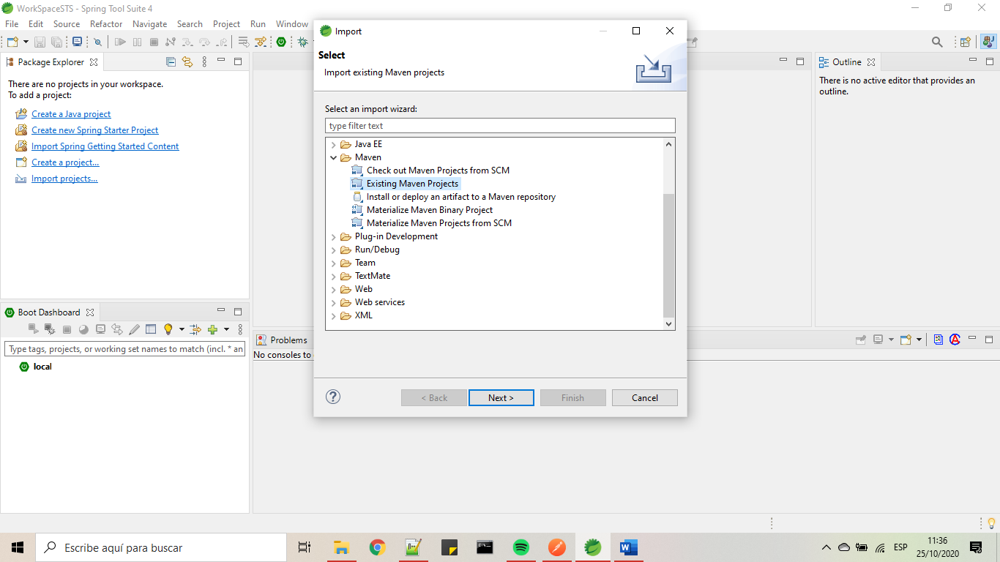 WorkSpaceSTS - Spring Tool Suite 4
File Edit Source Refactor Navigate Search Project Run Window
Package Explorer
There are no projects in your workspace.
To add a project:
Create a Java project
Create new Spring Starter Project
Import Spring Getting Started Content
Create a project...
Import projects...
Boot Dashboard
Type tags, projects, or working set names to match (incl. * an
local
Import
Select
Import existing Maven projects
Select an import wizard:
type filter text
Java EE
Maven
Check out Maven Projects from SCM
Existing Maven Projects
Install or deploy an artifact to a Maven repository
Materialize Maven Binary Project
Materialize Maven Projects from SCM
Plug-in Development
Run/Debug
Team
TextMate
Web
Web services
XML
< Back
Next >
Finish
Cancel
Outline
There is no active editor that provides an
outline.
Problems
No consoles to
Escribe aquí para buscar
ESP
11:36
25/10/2020